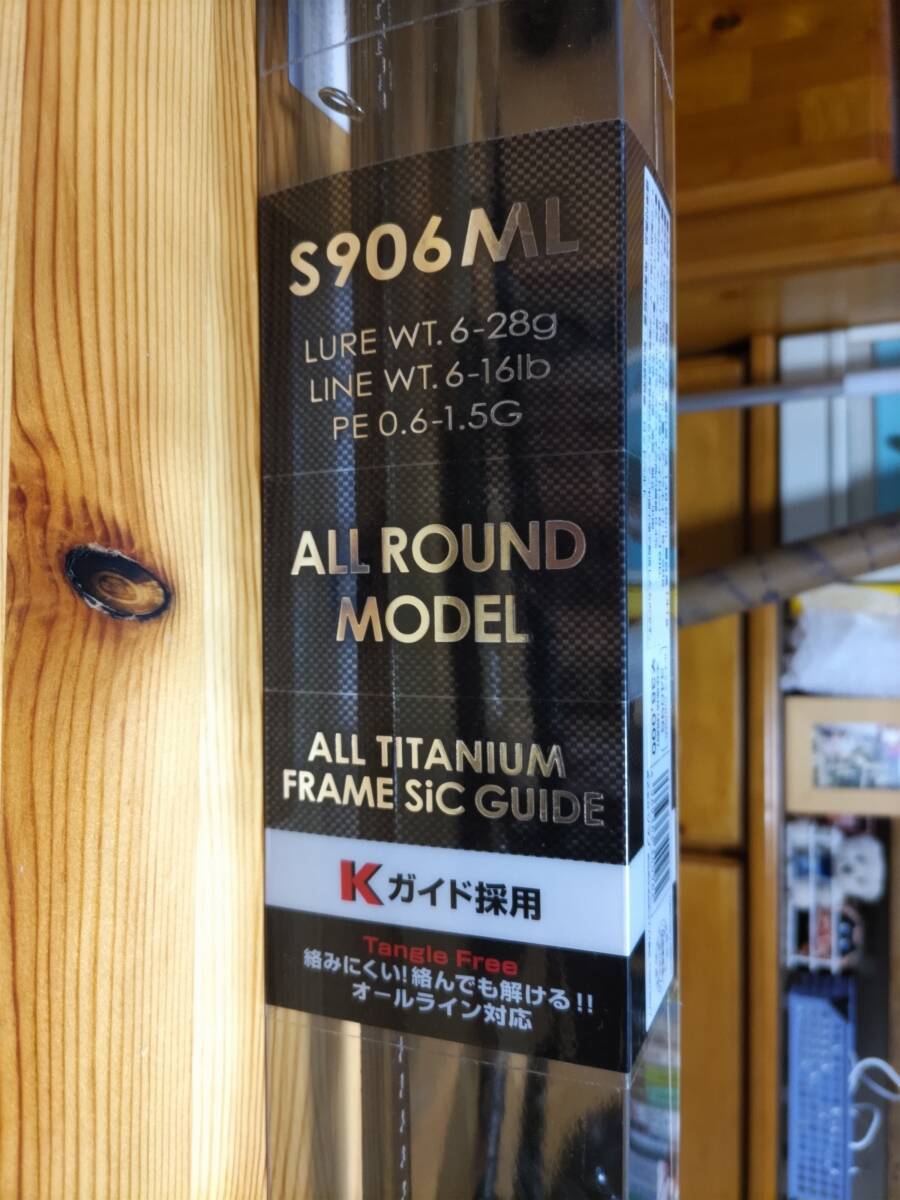 S906ML
LURE WT. 6-28g
LINE WT. 6-16lb
PE 0.6-1.5G
ALL ROUND
MODEL
ALL TITANIUM
FRAME SiC GUIDE
K ガイド採用
Tangle Free
絡みにくい!絡んでも解ける!!
オールライン対応